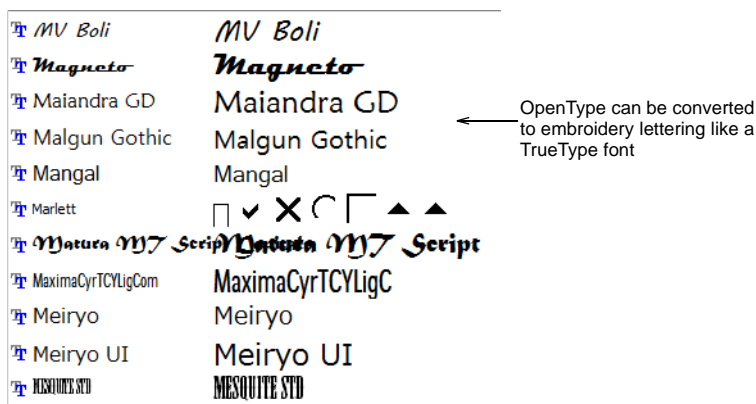 MV Boli MV Boli
Magneto Magneto
Maiandra GD Maiandra GD
OpenType can be converted
to embroidery lettering like a
TrueType font
Malgun Gothic Malgun Gothic
Mangal Mangal
Marlett
Matura MT Script Matura MT Script
MaximaCyrTCYLigCom MaximaCyrTCYLigC
Meiryo Meiryo
Meiryo UI Meiryo UI
MESQUITE STD MESQUITE STD